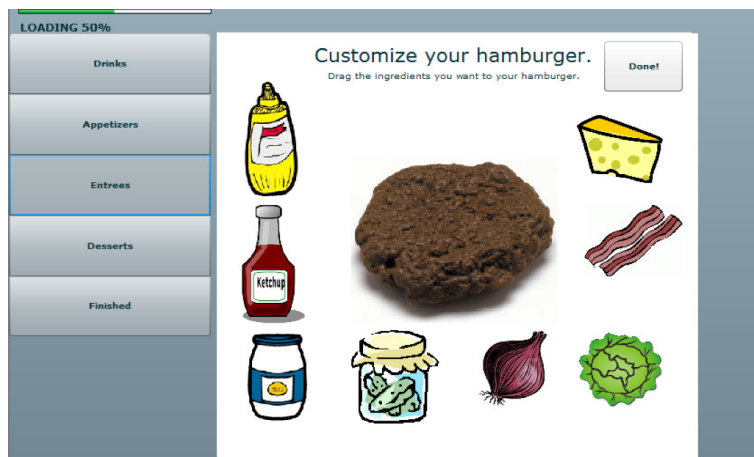 LOADING 50%
Drinks
Appetizers
Entrees
Desserts
Finished
Customize your hamburger.
Drag the ingredients you want to your hamburger.
Done!
Ketchup